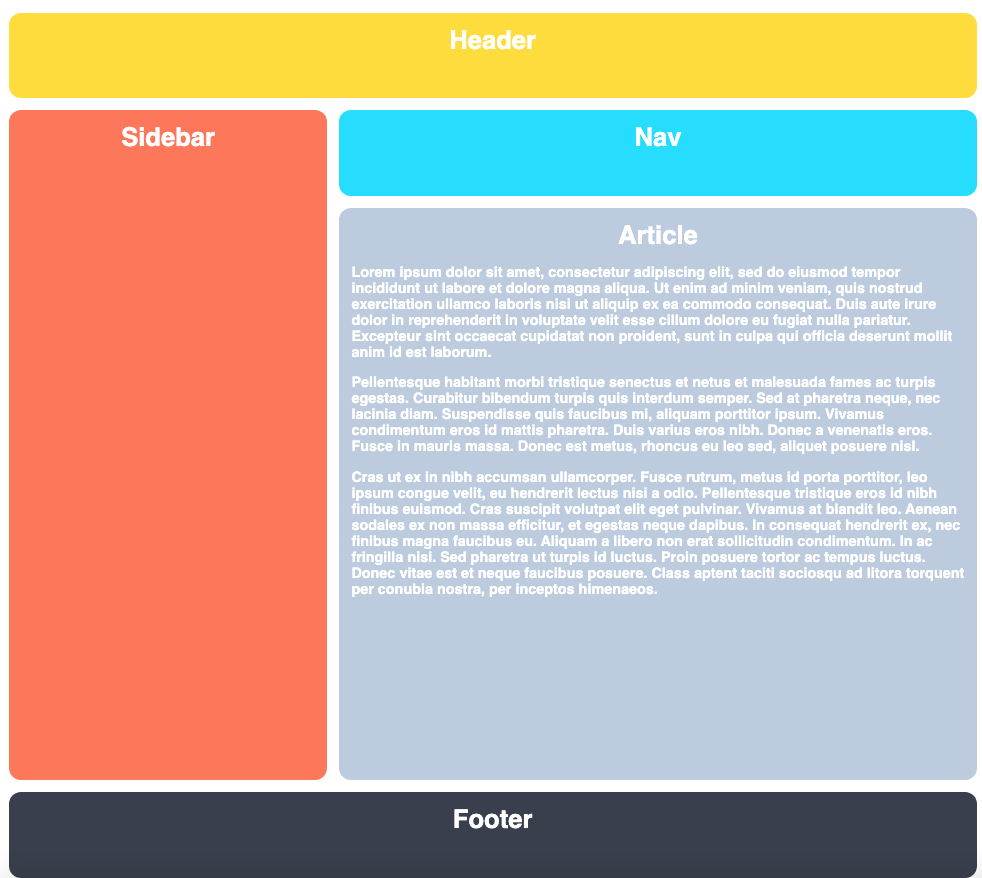 Header
Sidebar
Nav
Article
Lorem ipsum dolor sit amet, consectetur adipiscing elit, sed do eiusmod tempor
incididunt ut labore et dolore magna aliqua. Ut enim ad minim veniam, quis nostrud
exercitation ullamco laboris nisi ut aliquip ex ea commodo consequat. Duis aute irure
dolor in reprehenderit in voluptate velit esse cillum dolore eu fugiat nulla pariatur.
Excepteur sint occaecat cupidatat non proident, sunt in culpa qui officia deserunt mollit
anim id est laborum.
Pellentesque habitant morbi tristique senectus et netus et malesuada fames ac turpis
egestas. Curabitur bibendum turpis quis interdum semper. Sed at pharetra neque, nec
lacinia diam. Suspendisse quis faucibus mi, aliquam porttitor ipsum. Vivamus
condimentum eros id mattis pharetra. Duis varius eros nibh. Donec a venenatis eros.
Fusce in mauris massa. Donec est metus, rhoncus eu leo sed, aliquet posuere nisl.
Cras ut ex in nibh accumsan ullamcorper. Fusce rutrum, metus id porta porttitor, leo
ipsum congue velit, eu hendrerit lectus nisi a odio. Pellentesque tristique eros id nibh
finibus euismod. Cras suscipit volutpat elit eget pulvinar. Vivamus at blandit leo. Aenean
sodales ex non massa efficitur, et egestas neque dapibus. In consequat hendrerit ex, nec
finibus magna faucibus eu. Aliquam a libero non erat sollicitudin condimentum. In ac
fringilla nisi. Sed pharetra ut turpis id luctus. Proin posuere tortor ac tempus luctus.
Donec vitae est et neque faucibus posuere. Class aptent taciti sociosqu ad litora torquent
per conubia nostra, per inceptos himenaeos.
Footer